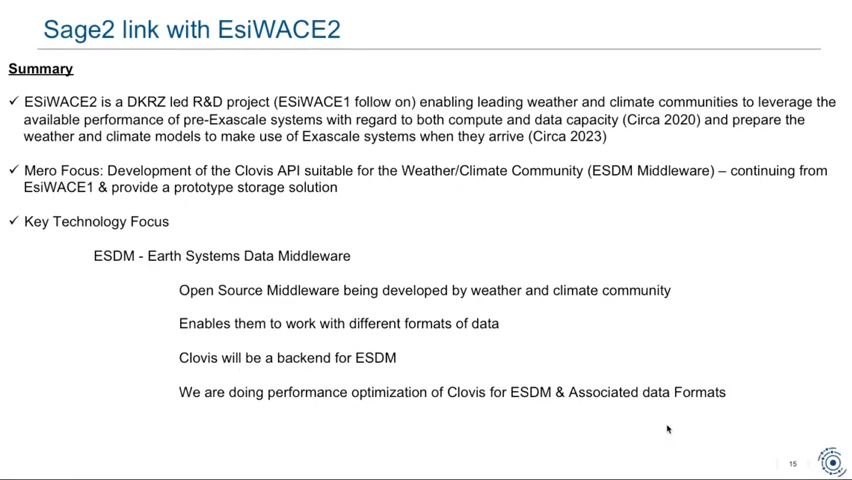 Sage2 link with EsiWACE2
Summary
✓ ESiWACE2 is a DKRZ led R&D project (ESiWACE1 follow on) enabling leading weather and climate communities to leverage the
available performance of pre-Exascale systems with regard to both compute and data capacity (Circa 2020) and prepare the
weather and climate models to make use of Exascale systems when they arrive (Circa 2023)
✓ Mero Focus: Development of the Clovis API suitable for the Weather/Climate Community (ESDM Middleware) – continuing from
EsiWACE1 & provide a prototype storage solution
✓ Key Technology Focus
ESDM - Earth Systems Data Middleware
Open Source Middleware being developed by weather and climate community
Enables them to work with different formats of data
Clovis will be a backend for ESDM
We are doing performance optimization of Clovis for ESDM & Associated data Formats
15